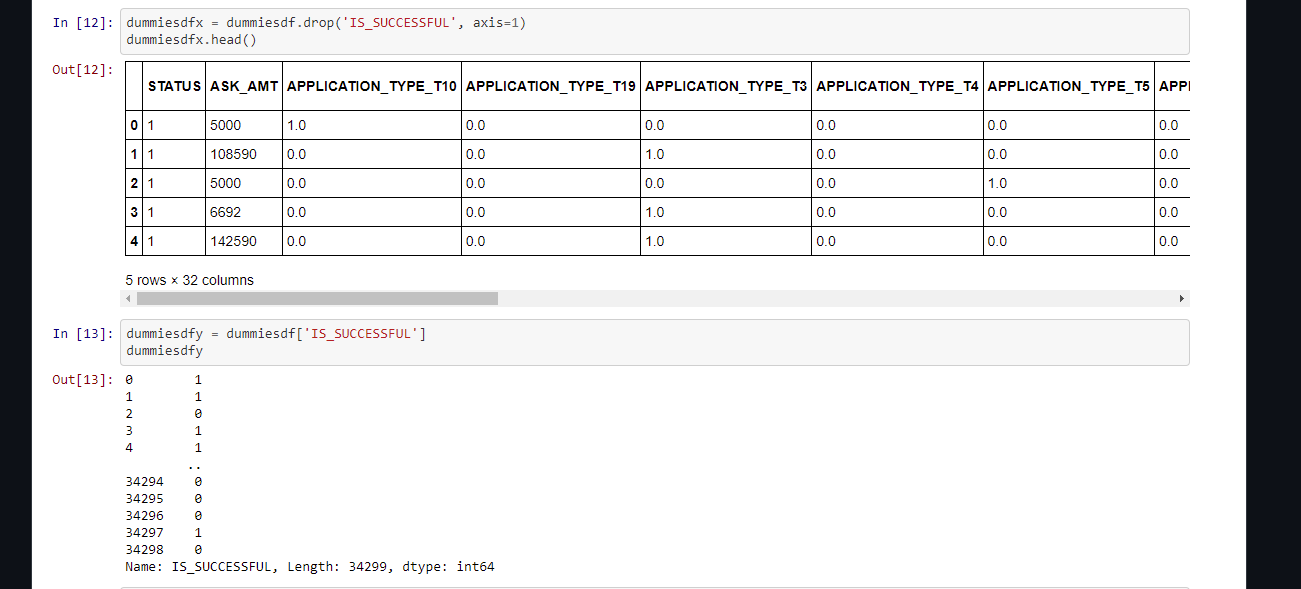 In [12]: dummiesdfx = dummiesdf.drop('IS_SUCCESSFUL', axis=1)
dummiesdfx.head()
Out[12]:
STATUS ASK_AMT APPLICATION_TYPE_T10 APPLICATION_TYPE_T19 APPLICATION_TYPE_T3 APPLICATION_TYPE_T4 APPLICATION_TYPE_T5 APPI
0 1 5000 1.0 0.0 0.0 0.0 0.0 0.0
1 1 108590 0.0 0.0 1.0 0.0 0.0 0.0
2 1 5000 0.0 0.0 0.0 0.0 1.0 0.0
3 1 6692 0.0 0.0 1.0 0.0 0.0 0.0
4 1 142590 0.0 0.0 1.0 0.0 0.0 0.0
5 rows × 32 columns
In [13]: dummiesdfy = dummiesdf['IS_SUCCESSFUL']
dummiesdfy
Out[13]: 0 1
1 1
2 0
3 1
4 1
..
34294 0
34295 0
34296 0
34297 1
34298 0
Name: IS_SUCCESSFUL, Length: 34299, dtype: int64